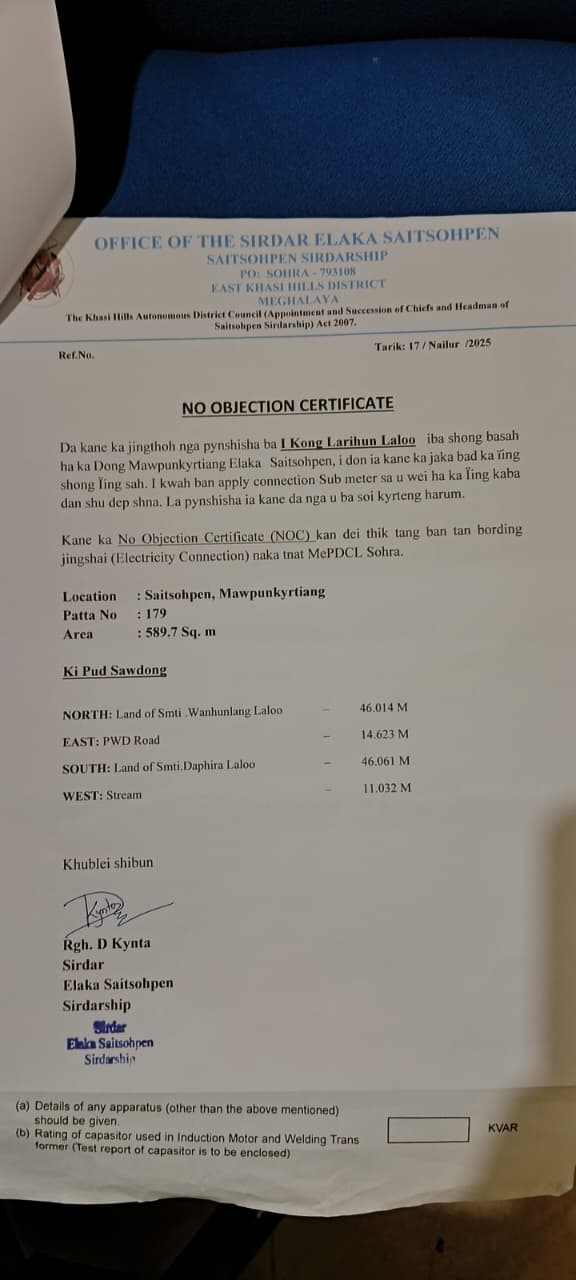 OFFICE OF THE SIRDAR ELAKA SAITSOHPEN
SAITSOHPEN SIRDARSHIP
PO: SOHRA - 793108
EAST KHASI HILLS DISTRICT
MEGHALAYA
The Khasi Hills Autonomous District Council (Appointment and Succession of Chiefs and Headman of
Saitsohpen Sirdarship) Act 2007.
Ref.No.
Tarik: 17 / Nailur /2025
NO OBJECTION CERTIFICATE
Da kane ka jingthoh nga pynshisha ba I Kong Larihun Laloo iba shong basah
ha ka Dong Mawpunkyrtiang Elaka Saitsohpen, i don ia kane ka jaka bad ka ïing
shong Ïing sah. I kwah ban apply connection Sub meter sa u wei ha ka Ïing kaba
dan shu dep shna. La pynshisha ia kane da nga u ba soi kyrteng harum.
Kane ka No Objection Certificate (NOC) kan dei thik tang ban tan bording
jingshai (Electricity Connection) naka tnat MePDCL Sohra.
Location : Saitsohpen, Mawpunkyrtiang
Patta No : 179
Area : 589.7 Sq. m
Ki Pud Sawdong
NORTH: Land of Smti .Wanhunlang Laloo – 46.014 M
EAST: PWD Road – 14.623 M
SOUTH: Land of Smti.Daphira Laloo – 46.061 M
WEST: Stream – 11.032 M
Khublei shibun
Rgh. D Kynta
Sirdar
Elaka Saitsohpen
Sirdarship
Sirdar
Elaka Saitsohpen
Sirdarship
(a) Details of any apparatus (other than the above mentioned)
should be given.
(b) Rating of capasitor used in Induction Motor and Welding Trans
former (Test report of capasitor is to be enclosed)
KVAR